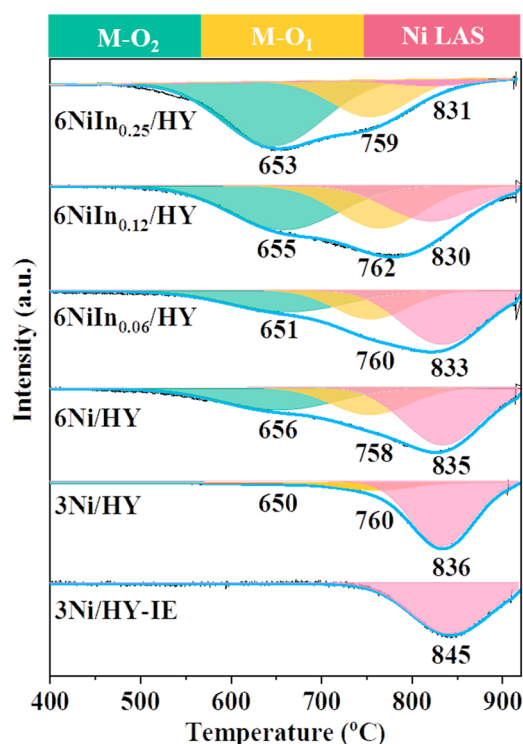 M-O₂ M-O₁ Ni LAS
6NiIn₀.₂₅/HY
653 759 831
6NiIn₀.₁₂/HY
655 762 830
6NiIn₀.₀₆/HY
651 760 833
6Ni/HY
656 758 835
3Ni/HY
650 760 836
3Ni/HY-IE
845
400 500 600 700 800 900
Temperature (ºC)
Intensity (a.u.)